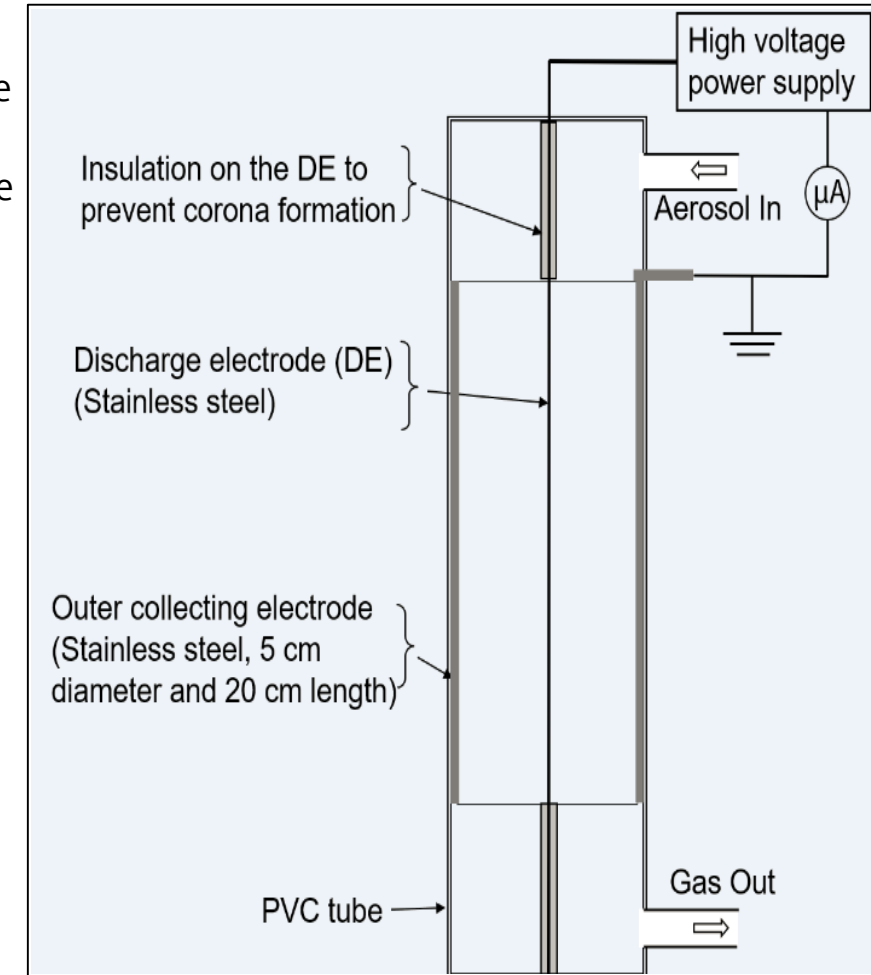 e
e
High voltage
power supply
Insulation on the DE to
prevent corona formation
Aerosol In
μA
Discharge electrode (DE)
(Stainless steel)
Outer collecting electrode
(Stainless steel, 5 cm
diameter and 20 cm length)
Gas Out
PVC tube